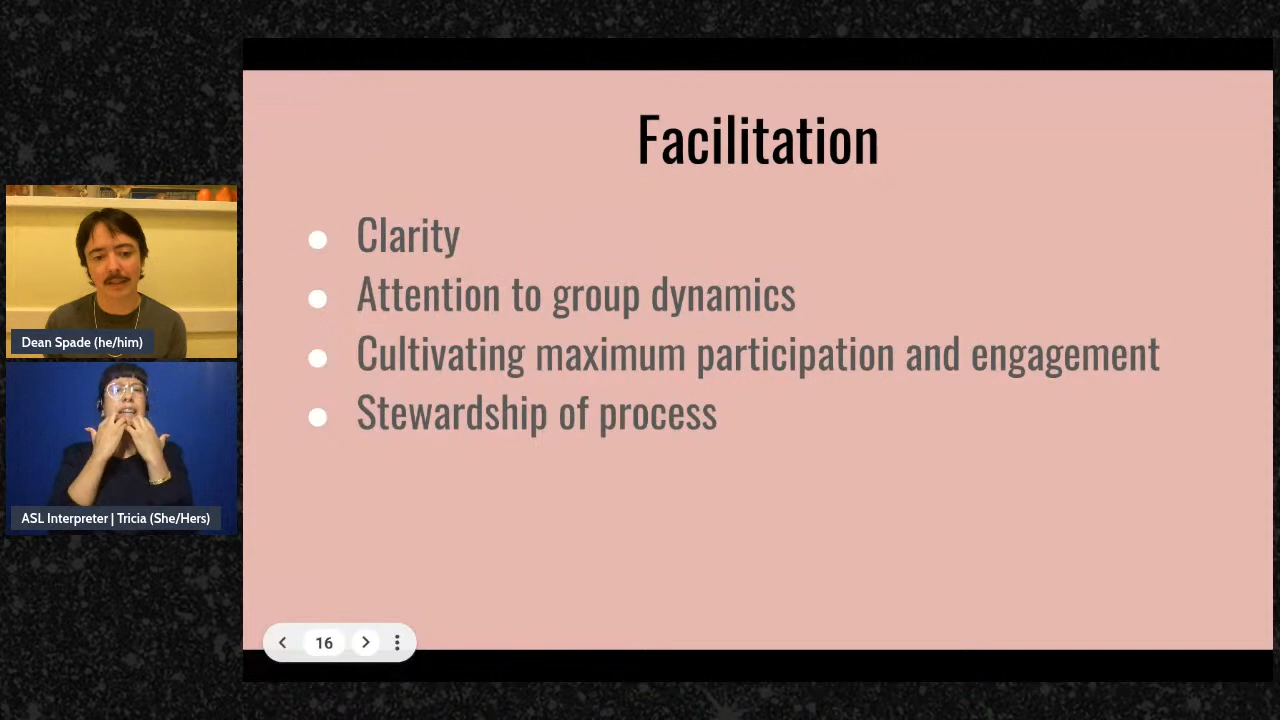 Facilitation
Clarity
Attention to group dynamics
Cultivating maximum participation and engagement
Stewardship of process
Dean Spade (he/him)
ASL Interpreter | Tricia (She/Hers)
16